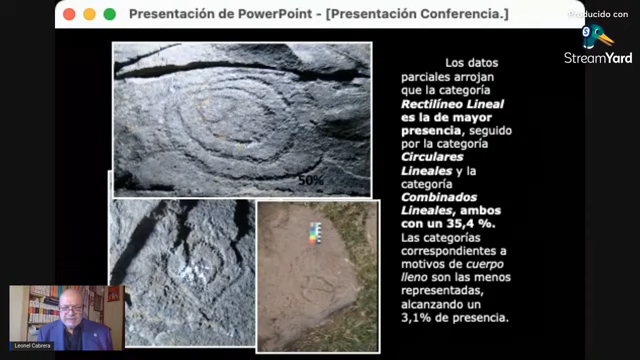 Presentación de PowerPoint - [Presentación Conferencia.]
Producido con
StreamYard
Los datos
parciales arrojan
que la categoría
Rectilíneo Lineal
es la de mayor
presencia, seguido
por la categoría
Circulares
Lineales y la
categoría
Combinados
Lineales, ambos
con un 35,4 %.
Las categorías
correspondientes a
motivos de cuerpo
lleno son las menos
representadas,
alcanzando un
3,1% de presencia.
50%
Leonel Cabrera